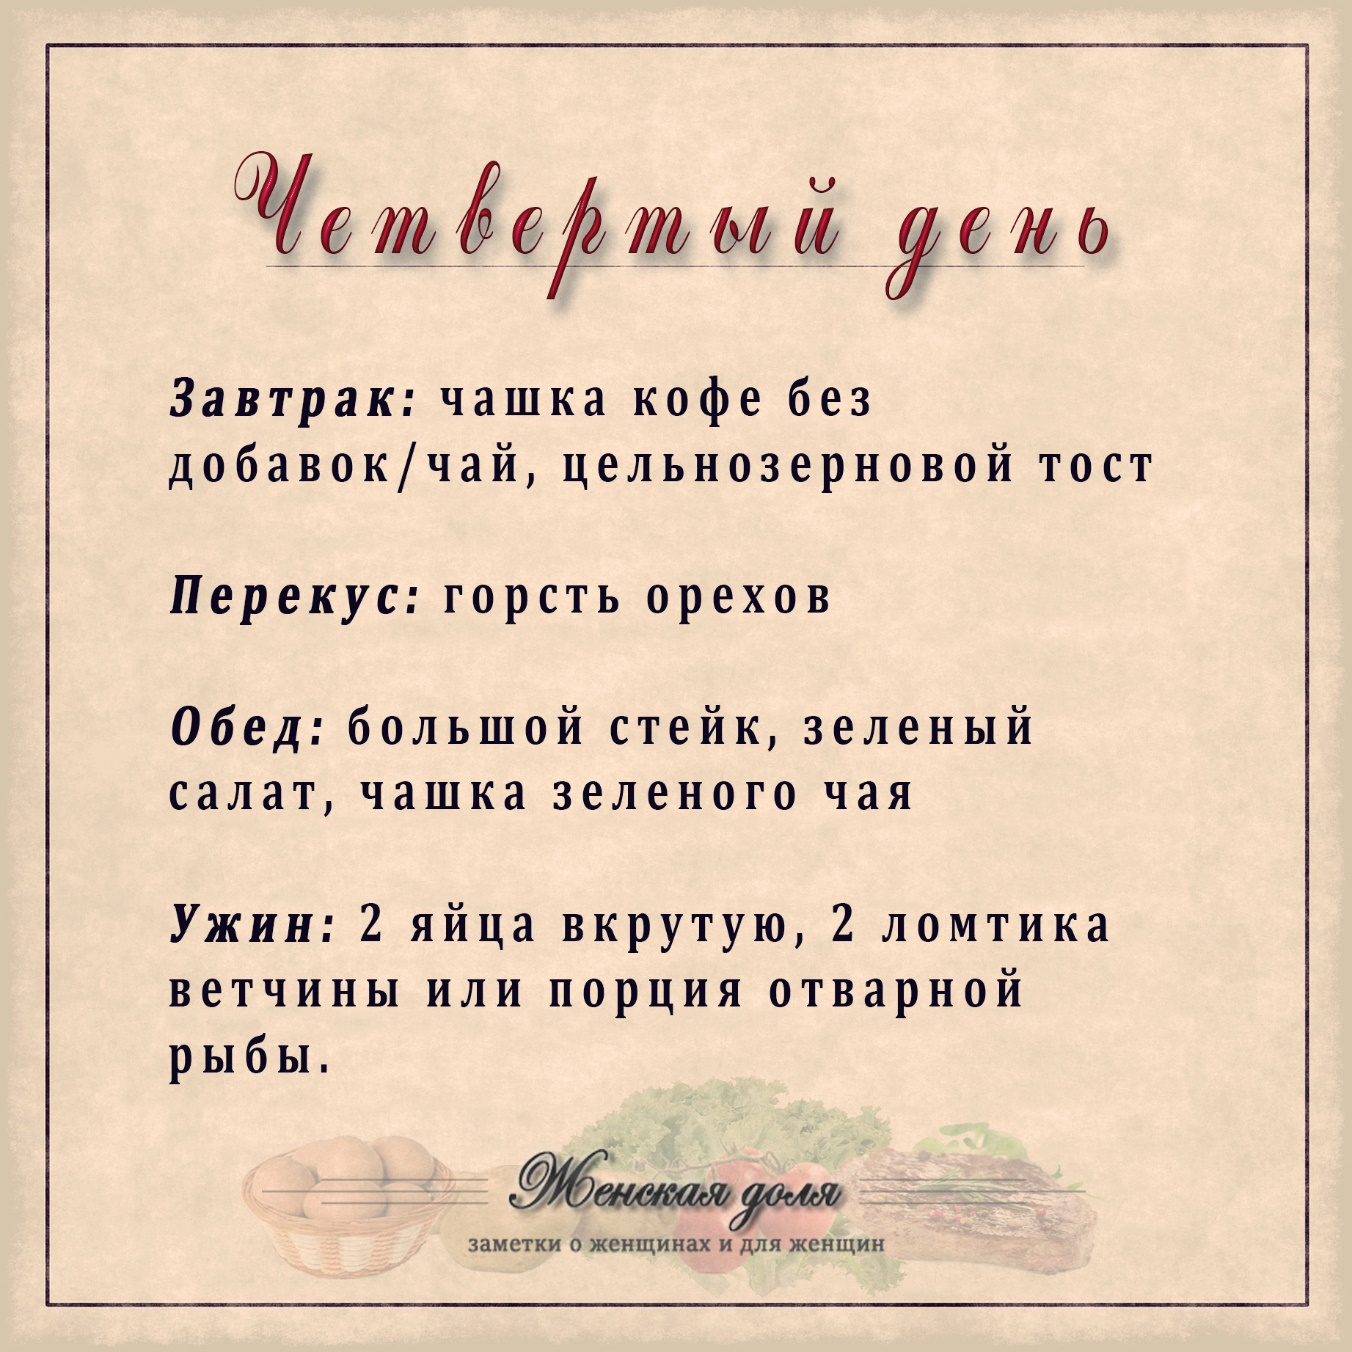 Четвертый день
Завтрак: чашка кофе без
добавок/чай, цельнозерновой тост
Перекус: горсть орехов
Обед: большой стейк, зеленый
салат, чашка зеленого чая
Ужин: 2 яйца вкрутую, 2 ломтика
ветчины или порция отварной
рыбы.
Женская доля
заметки о женщинах и для женщин